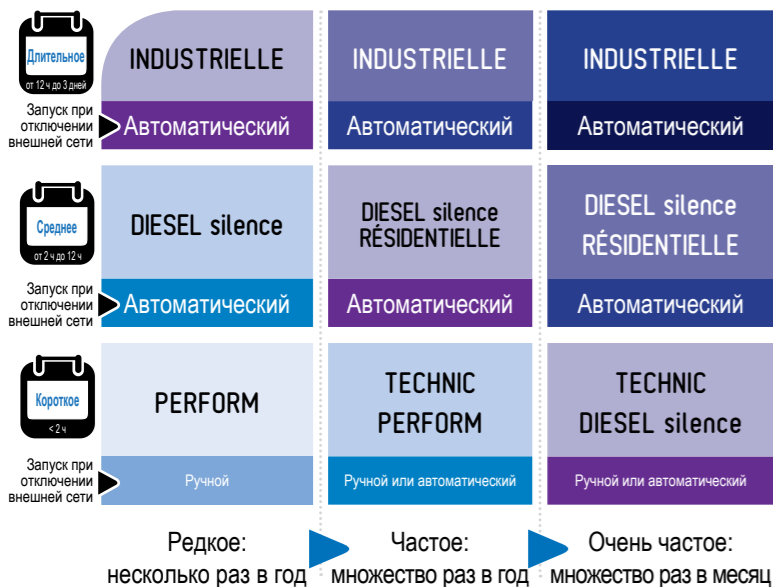 Длительное
от 12 ч до 3 дней
INDUSTRIELLE
INDUSTRIELLE
INDUSTRIELLE
Запуск при
отключении
внешней сети
Автоматический
Автоматический
Автоматический
Среднее
от 2 ч до 12 ч
DIESEL silence
DIESEL silence
RÉSIDENTIELLE
DIESEL silence
RÉSIDENTIELLE
Запуск при
отключении
внешней сети
Автоматический
Автоматический
Автоматический
Короткое
< 2 ч
PERFORM
TECHNIC
PERFORM
TECHNIC
DIESEL silence
Запуск при
отключении
внешней сети
Ручной
Ручной или автоматический
Ручной или автоматический
Редкое:
несколько раз в год
Частое:
множество раз в год
Очень частое:
множество раз в месяц